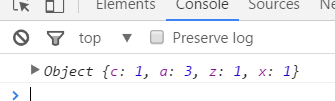 Elements Console Sources Ne
top Preserve log
Object {c: 1, a: 3, z: 1, x: 1}